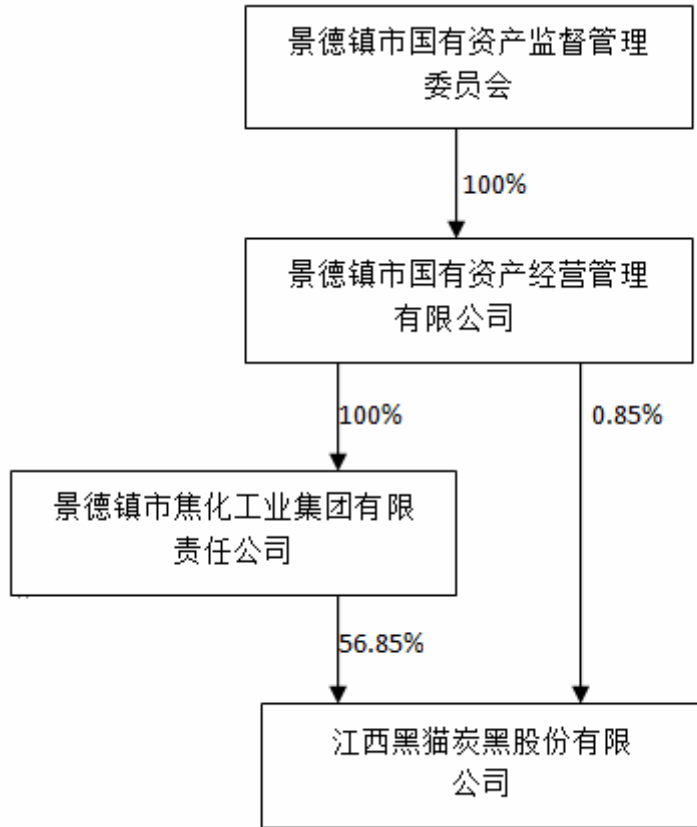 景德镇市国有资产监督管理
委员会
100%
景德镇市国有资产经营管理
有限公司
100%
0.85%
景德镇市焦化工业集团有限
责任公司
56.85%
江西黑猫炭黑股份有限
公司